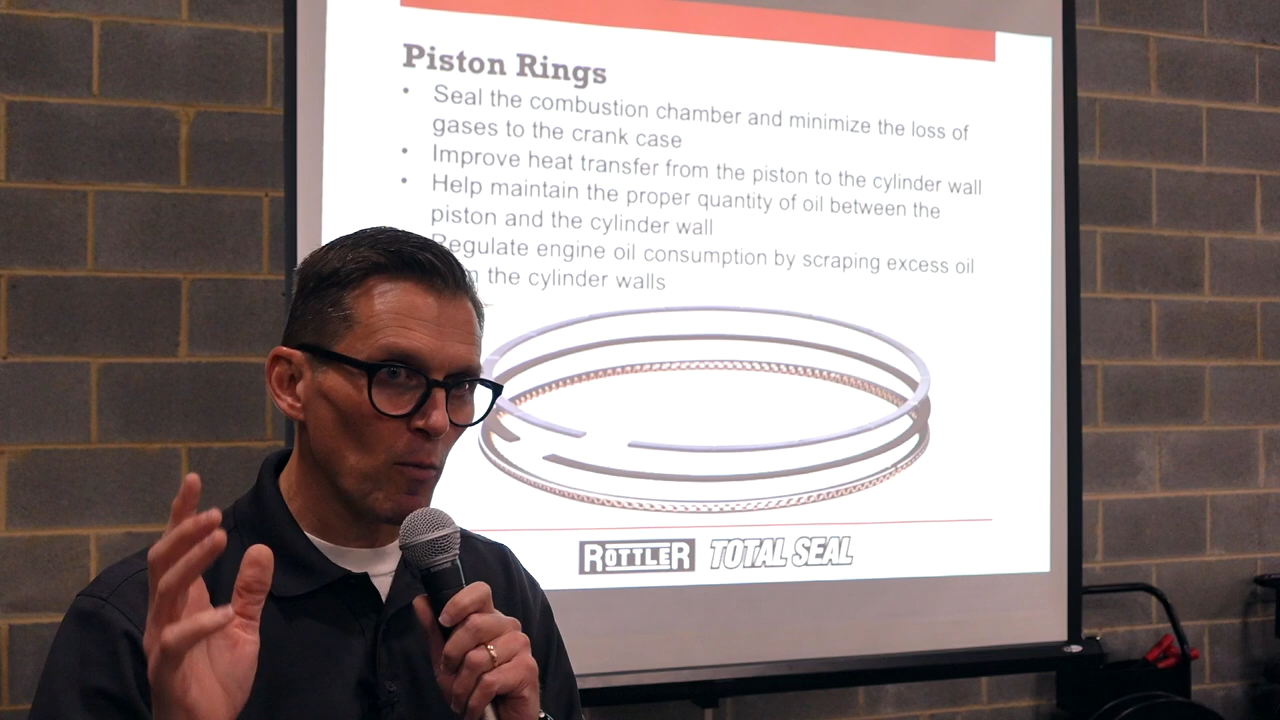 Piston Rings
• Seal the combustion chamber and minimize the loss of
gases to the crank case
• Improve heat transfer from the piston to the cylinder wall
• Help maintain the proper quantity of oil between the
piston and the cylinder wall
Regulate engine oil consumption by scraping excess oil
the cylinder walls
ROTTLER TOTAL SEAL